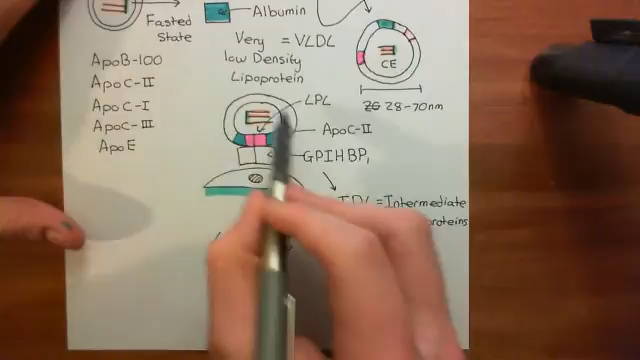 Fasted
State
Albumin
Very = VLDL
low Density
Lipoprotein
ApoB-100
ApoC-II
ApoC-I
ApoC-III
ApoE
CE
28-70nm
LPL
ApoC-II
GPIHBP1
IDL = Intermediate
proteins